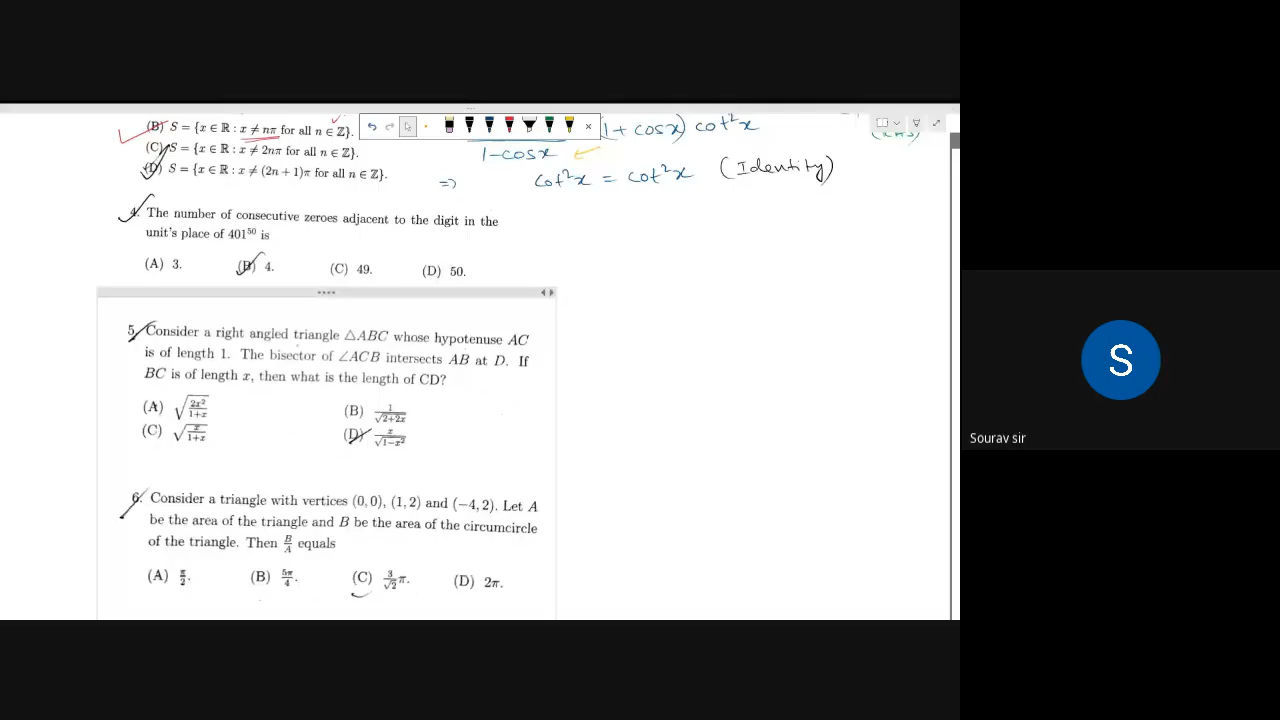 (B) S = {x ∈ ℝ : x ≠ nπ for all n ∈ ℤ}.
(1 + cosx) cot²x
(C) S = {x ∈ ℝ : x ≠ 2nπ for all n ∈ ℤ}.
1-cosx
(D) S = {x ∈ ℝ : x ≠ (2n + 1)π for all n ∈ ℤ}.
⇒ cot²x = cot²x (Identity)
4. The number of consecutive zeroes adjacent to the digit in the
unit's place of 401⁵⁰ is
(A) 3. (B) 4. (C) 49. (D) 50.
5. Consider a right angled triangle △ABC whose hypotenuse AC
is of length 1. The bisector of ∠ACB intersects AB at D. If
BC is of length x, then what is the length of CD?
(A) √(2x²/(1+x)) (B) 1/√(2+2x)
(C) √(x/(1+x)) (D) x/√(1−x²)
6. Consider a triangle with vertices (0,0), (1,2) and (−4,2). Let A
be the area of the triangle and B be the area of the circumcircle
of the triangle. Then B/A equals
(A) π/2. (B) 5π/4. (C) 3/√2 π. (D) 2π.
S
Sourav sir